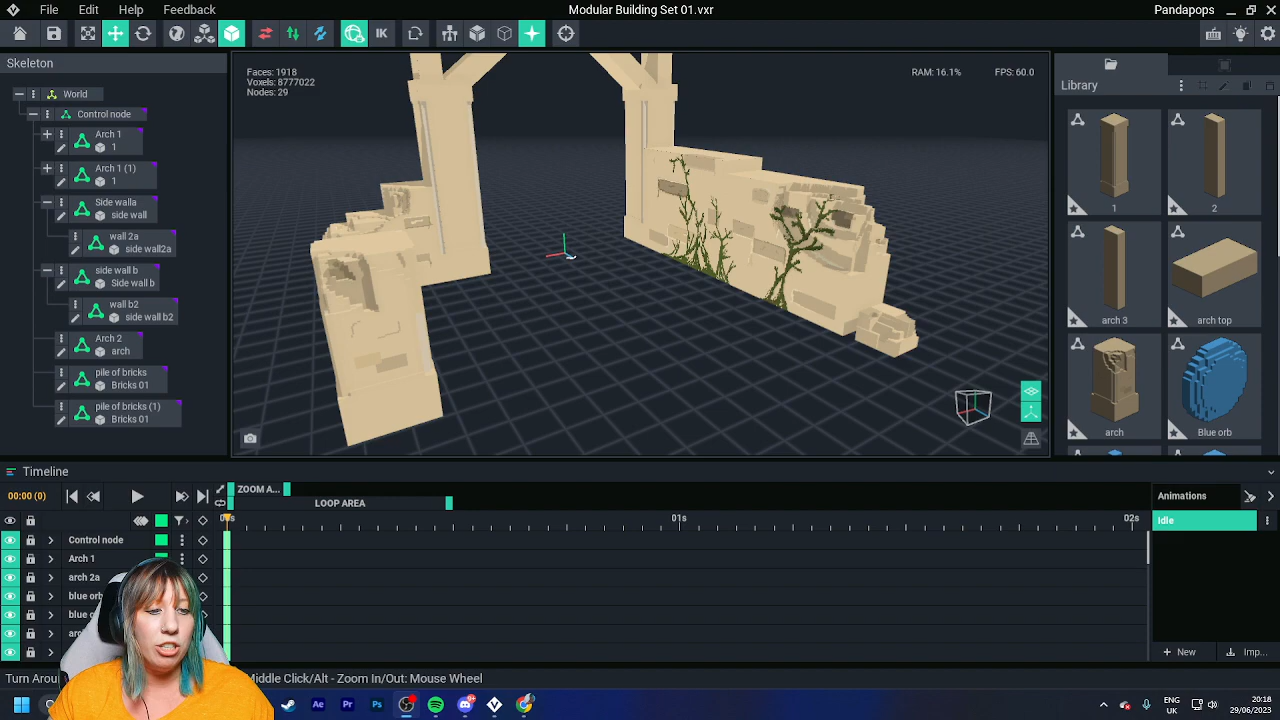 File Edit Help Modular Building Set 01.vxr Pandapops
IK
Skeleton
Faces: 1918
Voxels: 8777022
Nodes: 29
RAM: 16.1% FPS: 60.0
Library
World
Control node
Arch 1
1
Arch 1 (1)
1
Side walla
side wall
wall 2a
side wall2a
side wall b
Side wall b
wall b2
side wall b2
Arch 2
arch
pile of bricks
Bricks 01
pile of bricks (1)
Bricks 01
1 2
arch 3 arch top
arch Blue orb
Timeline
00:00 (0)
ZOOM A...
LOOP AREA
01s 02s
Control node
Arch 1
arch 2a
blue orb
blue
Animations
Idle
New Imp...
Turn Arou Middle Click/Alt - Zoom In/Out: Mouse Wheel
Ae Pr Ps
ENG
UK
20:18
29/06/2023